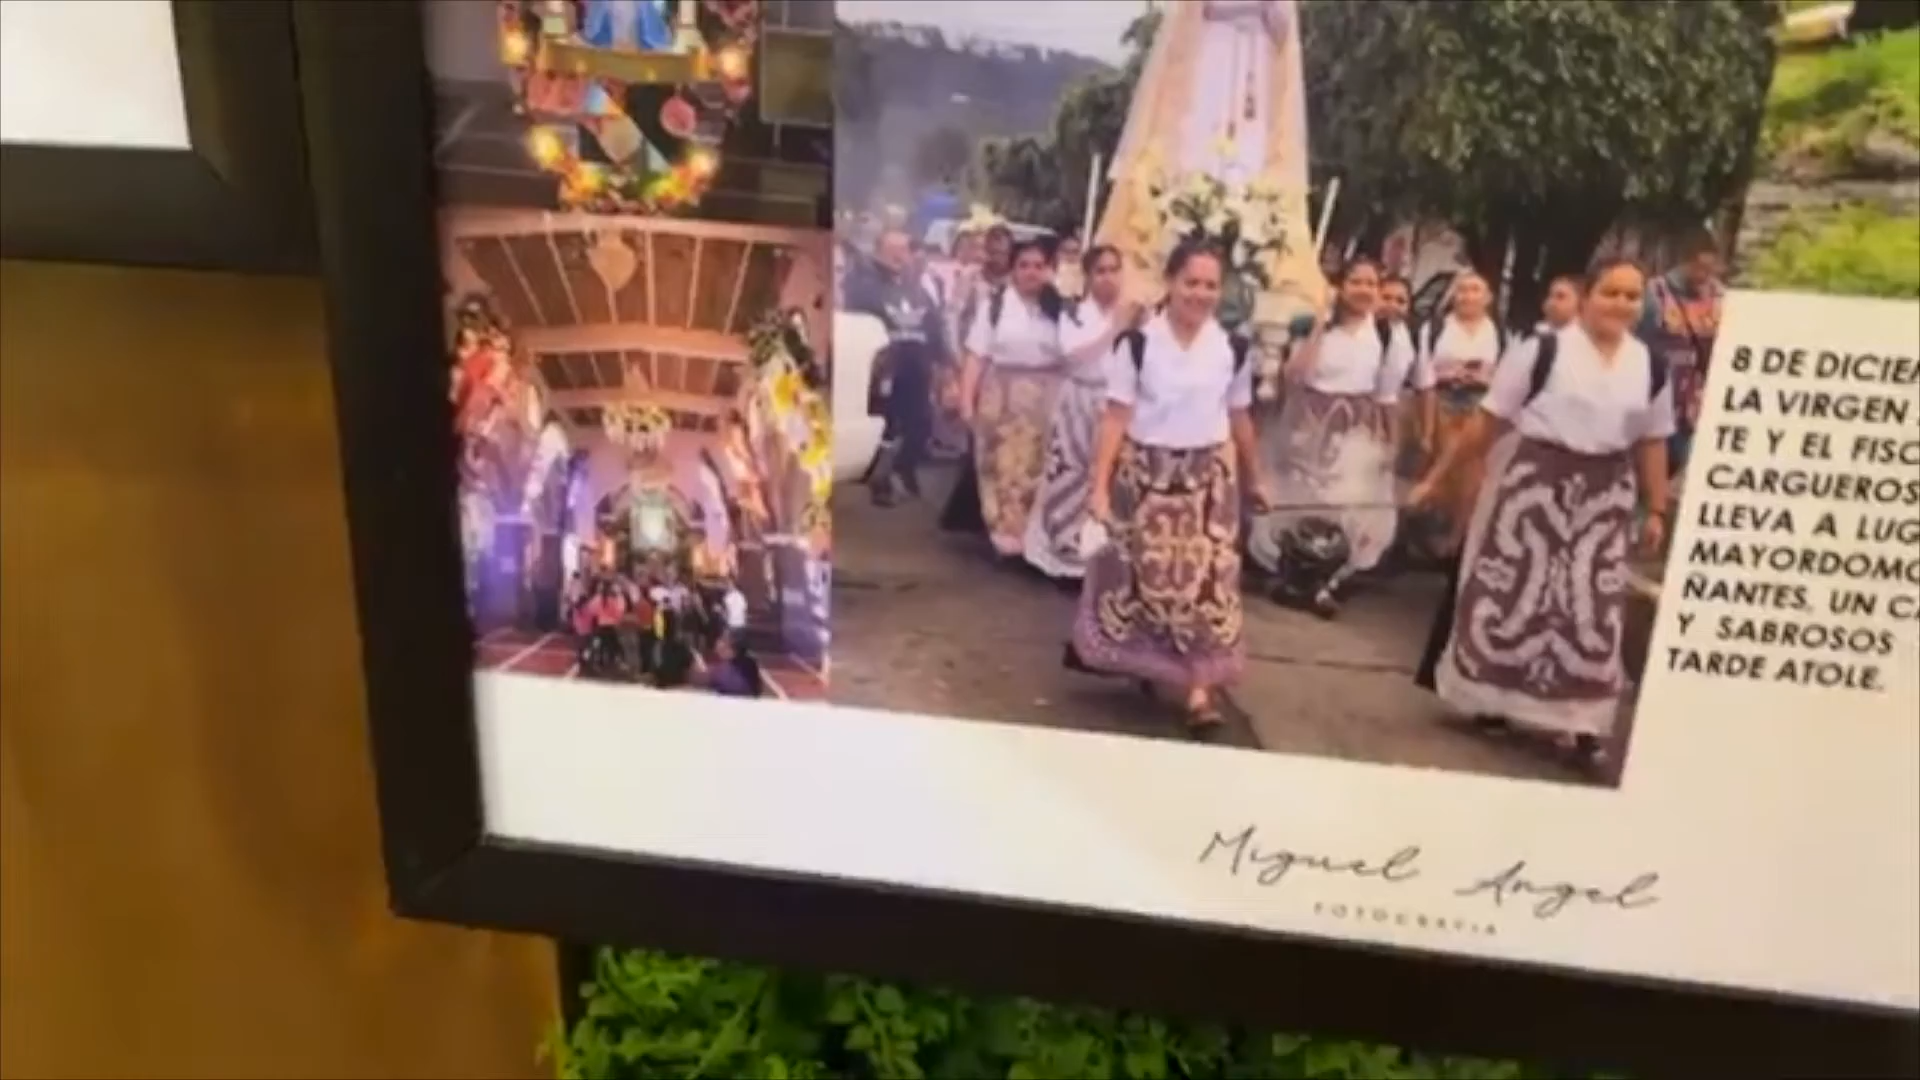 8 DE DICIEM
LA VIRGEN
TE Y EL FISC
CARGUEROS
LLEVA A LUG
MAYORDOMO
ÑANTES, UN C
Y SABROSOS
TARDE ATOLE.
Miguel Angel
FOTOGRAFIA